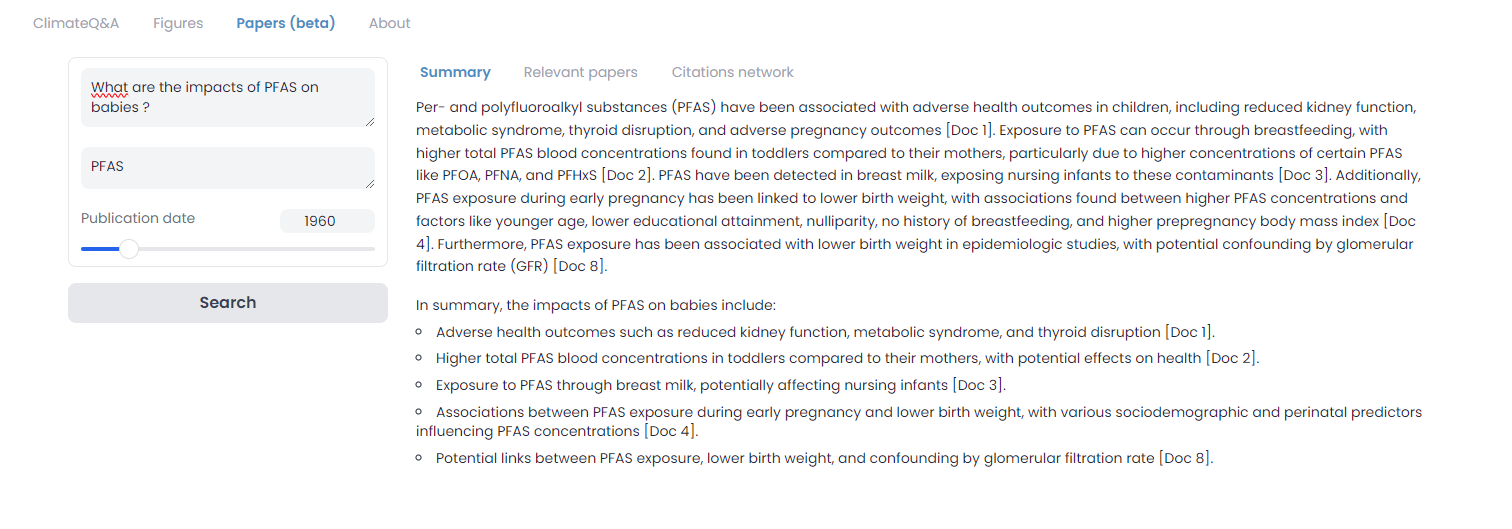 ClimateQ&A Figures Papers (beta) About
What are the impacts of PFAS on
babies ?
PFAS
Publication date 1960
Search
Summary Relevant papers Citations network
Per- and polyfluoroalkyl substances (PFAS) have been associated with adverse health outcomes in children, including reduced kidney function,
metabolic syndrome, thyroid disruption, and adverse pregnancy outcomes [Doc 1]. Exposure to PFAS can occur through breastfeeding, with
higher total PFAS blood concentrations found in toddlers compared to their mothers, particularly due to higher concentrations of certain PFAS
like PFOA, PFNA, and PFHxS [Doc 2]. PFAS have been detected in breast milk, exposing nursing infants to these contaminants [Doc 3]. Additionally,
PFAS exposure during early pregnancy has been linked to lower birth weight, with associations found between higher PFAS concentrations and
factors like younger age, lower educational attainment, nulliparity, no history of breastfeeding, and higher prepregnancy body mass index [Doc
4]. Furthermore, PFAS exposure has been associated with lower birth weight in epidemiologic studies, with potential confounding by glomerular
filtration rate (GFR) [Doc 8].
In summary, the impacts of PFAS on babies include:
Adverse health outcomes such as reduced kidney function, metabolic syndrome, and thyroid disruption [Doc 1].
Higher total PFAS blood concentrations in toddlers compared to their mothers, with potential effects on health [Doc 2].
Exposure to PFAS through breast milk, potentially affecting nursing infants [Doc 3].
Associations between PFAS exposure during early pregnancy and lower birth weight, with various sociodemographic and perinatal predictors
influencing PFAS concentrations [Doc 4].
Potential links between PFAS exposure, lower birth weight, and confounding by glomerular filtration rate [Doc 8].